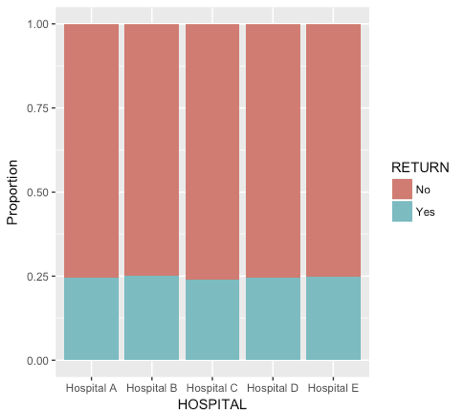 1.00
0.75
0.50
0.25
0.00
Proportion
Hospital A Hospital B Hospital C Hospital D Hospital E
HOSPITAL
RETURN
No
Yes